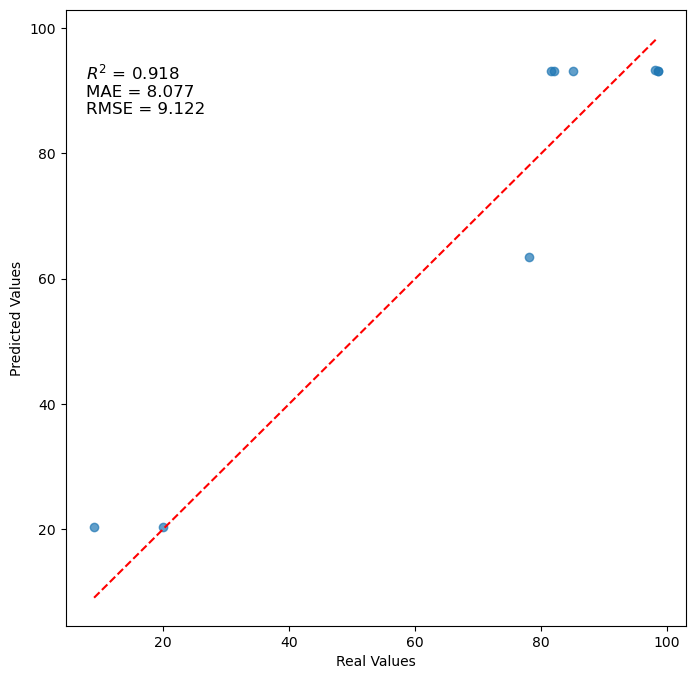 100
80
60
40
20
R² = 0.918
MAE = 8.077
RMSE = 9.122
Predicted Values
20 40 60 80 100
Real Values